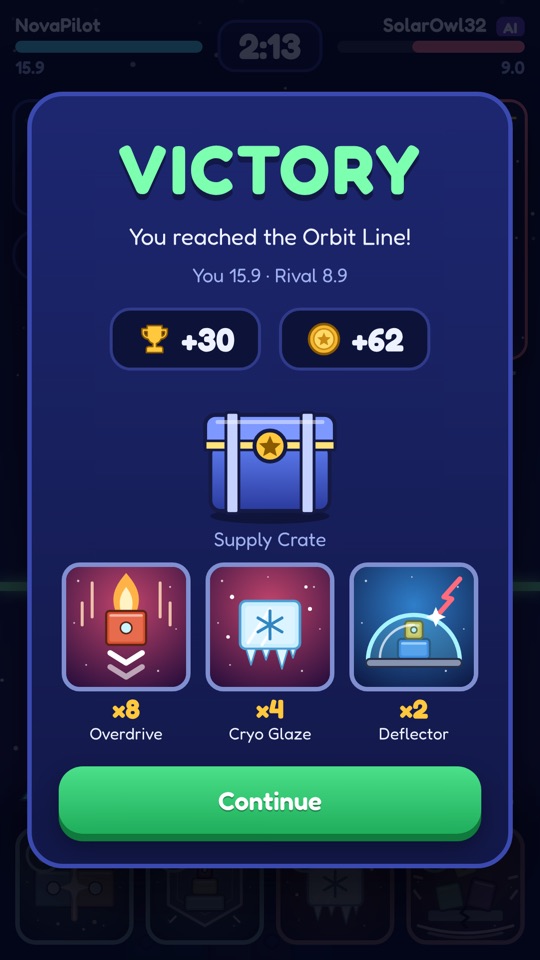 NovaPilot
2:13
SolarOwl32 AI
15.9
9.0
VICTORY
You reached the Orbit Line!
You 15.9 · Rival 8.9
+30
+62
Supply Crate
x8
x4
x2
Overdrive
Cryo Glaze
Deflector
Continue